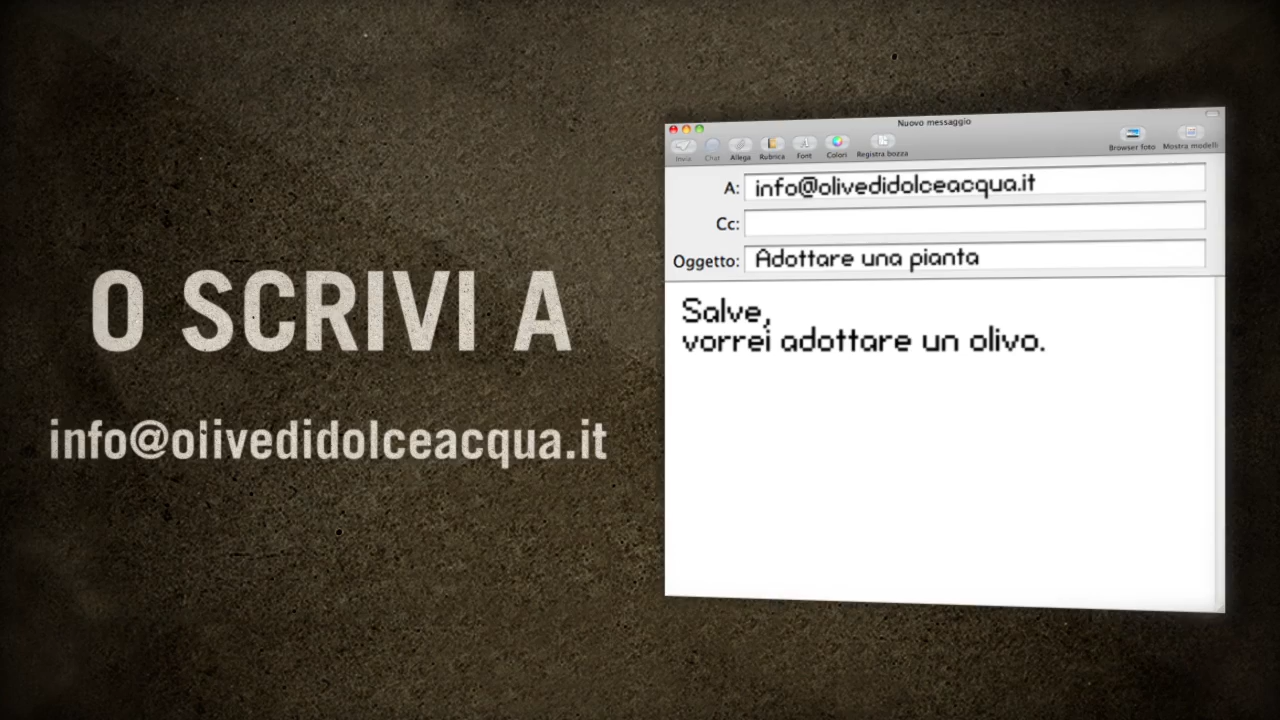 O SCRIVI A
info@olivedidolceacqua.it
Nuovo messaggio
Invia Chat Allega Rubrica Font Colori Registra bozza Browser foto Mostra modelli
A: info@olivedidolceacqua.it
Cc:
Oggetto: Adottare una pianta
Salve,
vorrei adottare un olivo.